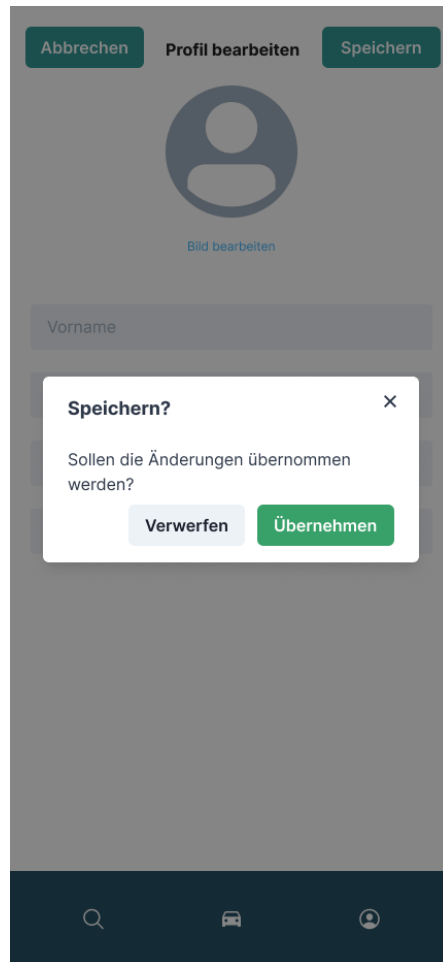 Abbrechen
Profil bearbeiten
Speichern
Bild bearbeiten
Vorname
Speichern?
Sollen die Änderungen übernommen
werden?
Verwerfen
Übernehmen